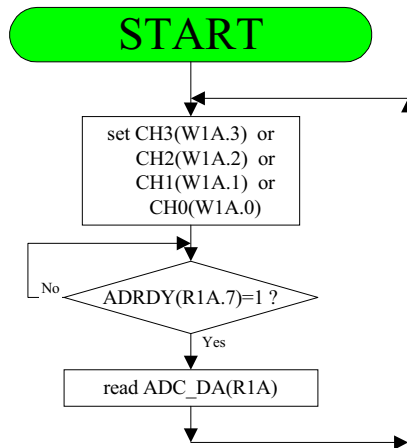 START
set CH3(W1A.3) or
CH2(W1A.2) or
CH1(W1A.1) or
CH0(W1A.0)
No
ADRDY(R1A.7)=1 ?
Yes
read ADC_DA(R1A)